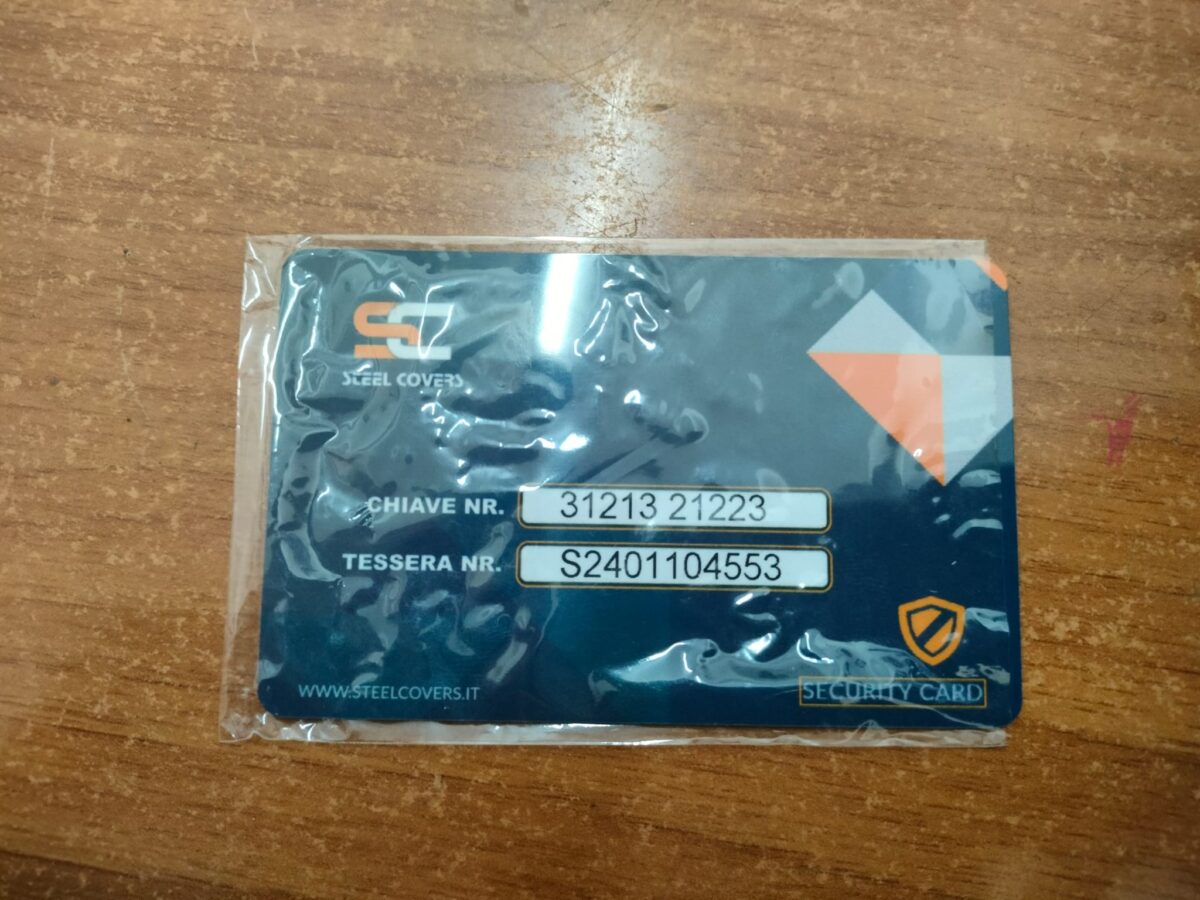 SC
STEEL COVERS
CHIAVE NR. 31213 21223
TESSERA NR. S2401104553
WWW.STEELCOVERS.IT
SECURITY CARD